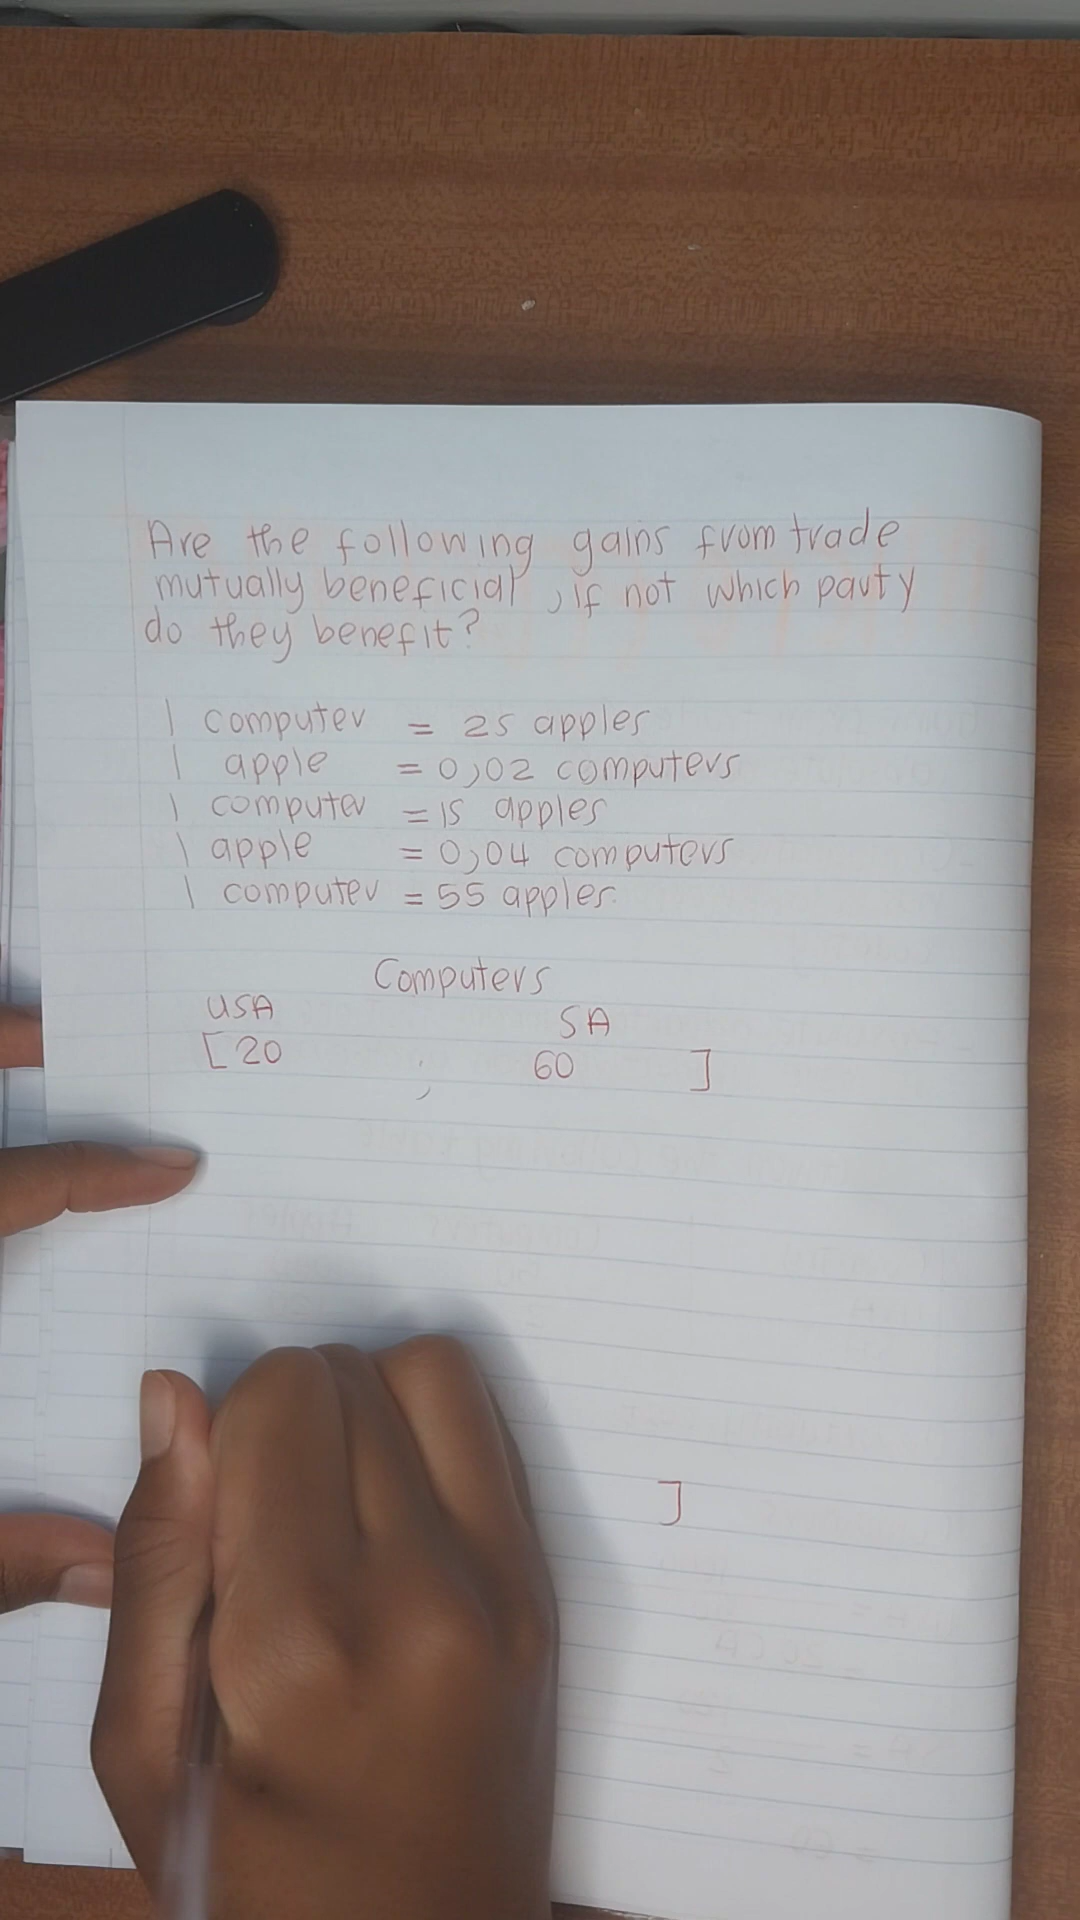 Are the following gains from trade
mutually beneficial, if not which party
do they benefit?
1 computer = 25 apples
1 apple = 0,02 computers
1 computer = 15 apples
1 apple = 0,04 computers
1 computer = 55 apples.
Computers
USA SA
[20 ; 60 ]
]